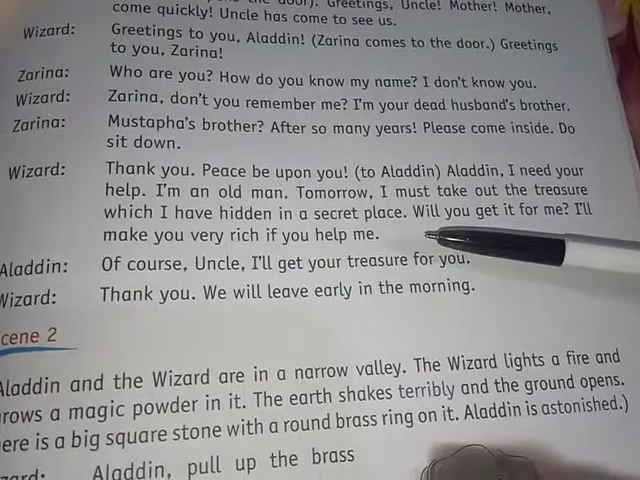 the door). Greetings, Uncle! Mother! Mother,
come quickly! Uncle has come to see us.
Wizard: Greetings to you, Aladdin! (Zarina comes to the door.) Greetings
to you, Zarina!
Zarina: Who are you? How do you know my name? I don't know you.
Wizard: Zarina, don't you remember me? I'm your dead husband's brother.
Zarina: Mustapha's brother? After so many years! Please come inside. Do
sit down.
Wizard: Thank you. Peace be upon you! (to Aladdin) Aladdin, I need your
help. I'm an old man. Tomorrow, I must take out the treasure
which I have hidden in a secret place. Will you get it for me? I'll
make you very rich if you help me.
Aladdin: Of course, Uncle, I'll get your treasure for you.
Wizard: Thank you. We will leave early in the morning.
cene 2
Aladdin and the Wizard are in a narrow valley. The Wizard lights a fire and
rows a magic powder in it. The earth shakes terribly and the ground opens.
ere is a big square stone with a round brass ring on it. Aladdin is astonished.)
zard: Aladdin, pull up the brass